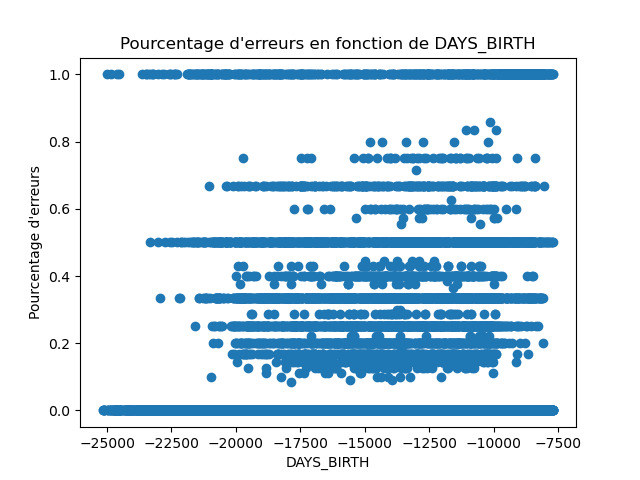 Pourcentage d'erreurs en fonction de DAYS_BIRTH
1.0
0.8
0.6
0.4
0.2
0.0
Pourcentage d'erreurs
−25000 −22500 −20000 −17500 −15000 −12500 −10000 −7500
DAYS_BIRTH